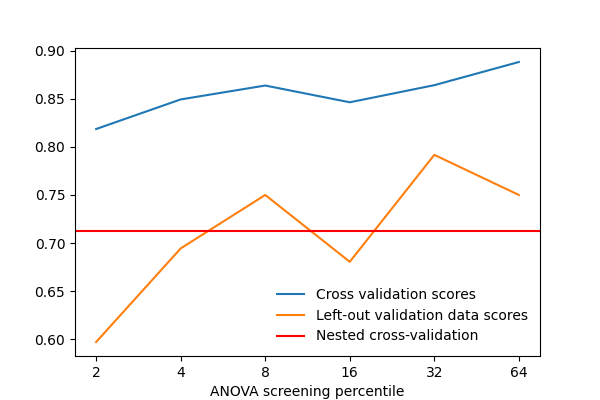 0.90
0.85
0.80
0.75
0.70
0.65
0.60
Cross validation scores
Left-out validation data scores
Nested cross-validation
2 4 8 16 32 64
ANOVA screening percentile